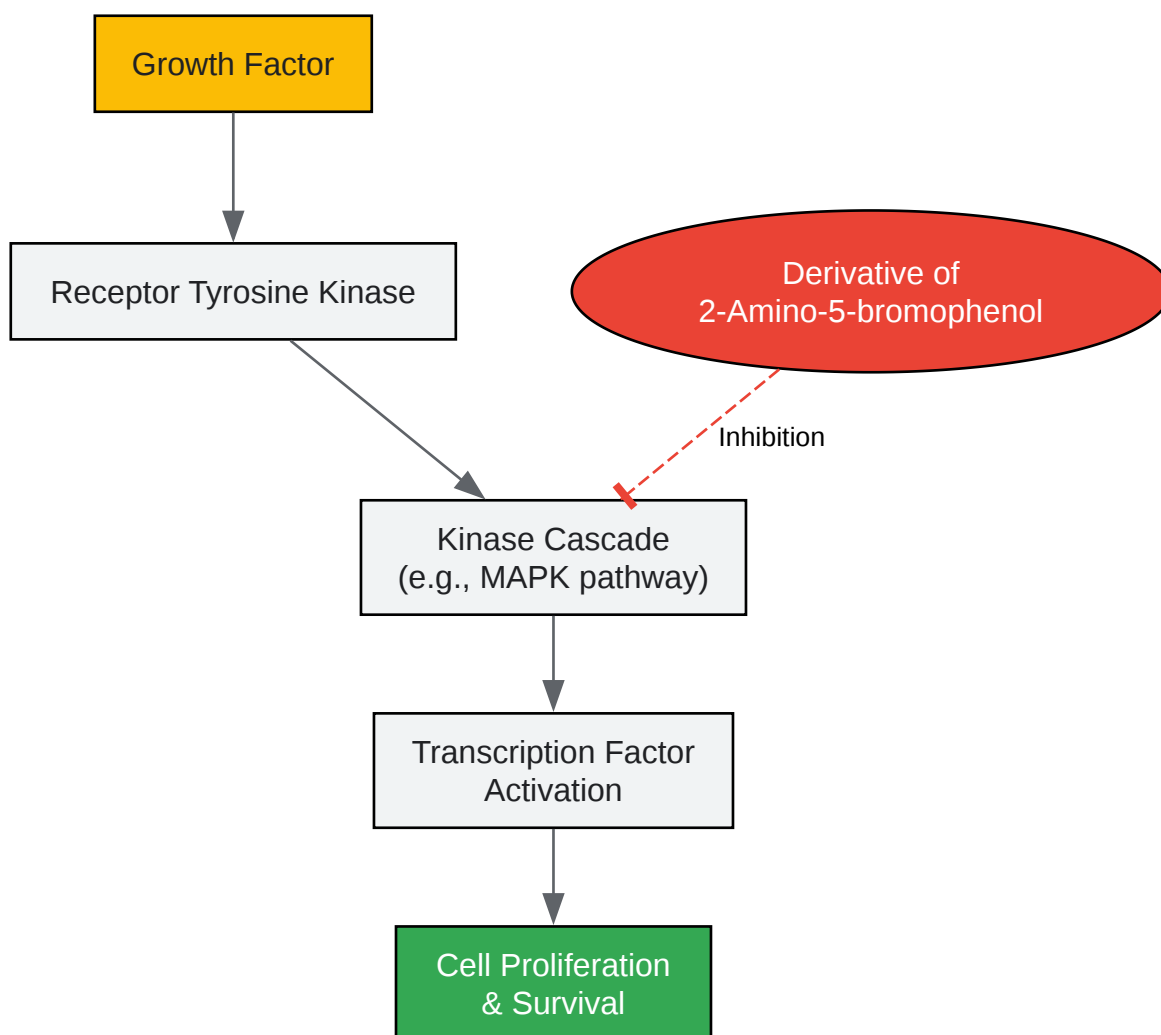 Growth Factor
Receptor Tyrosine Kinase
Derivative of
2-Amino-5-bromophenol
Inhibition
Kinase Cascade
(e.g., MAPK pathway)
Transcription Factor
Activation
Cell Proliferation
& Survival